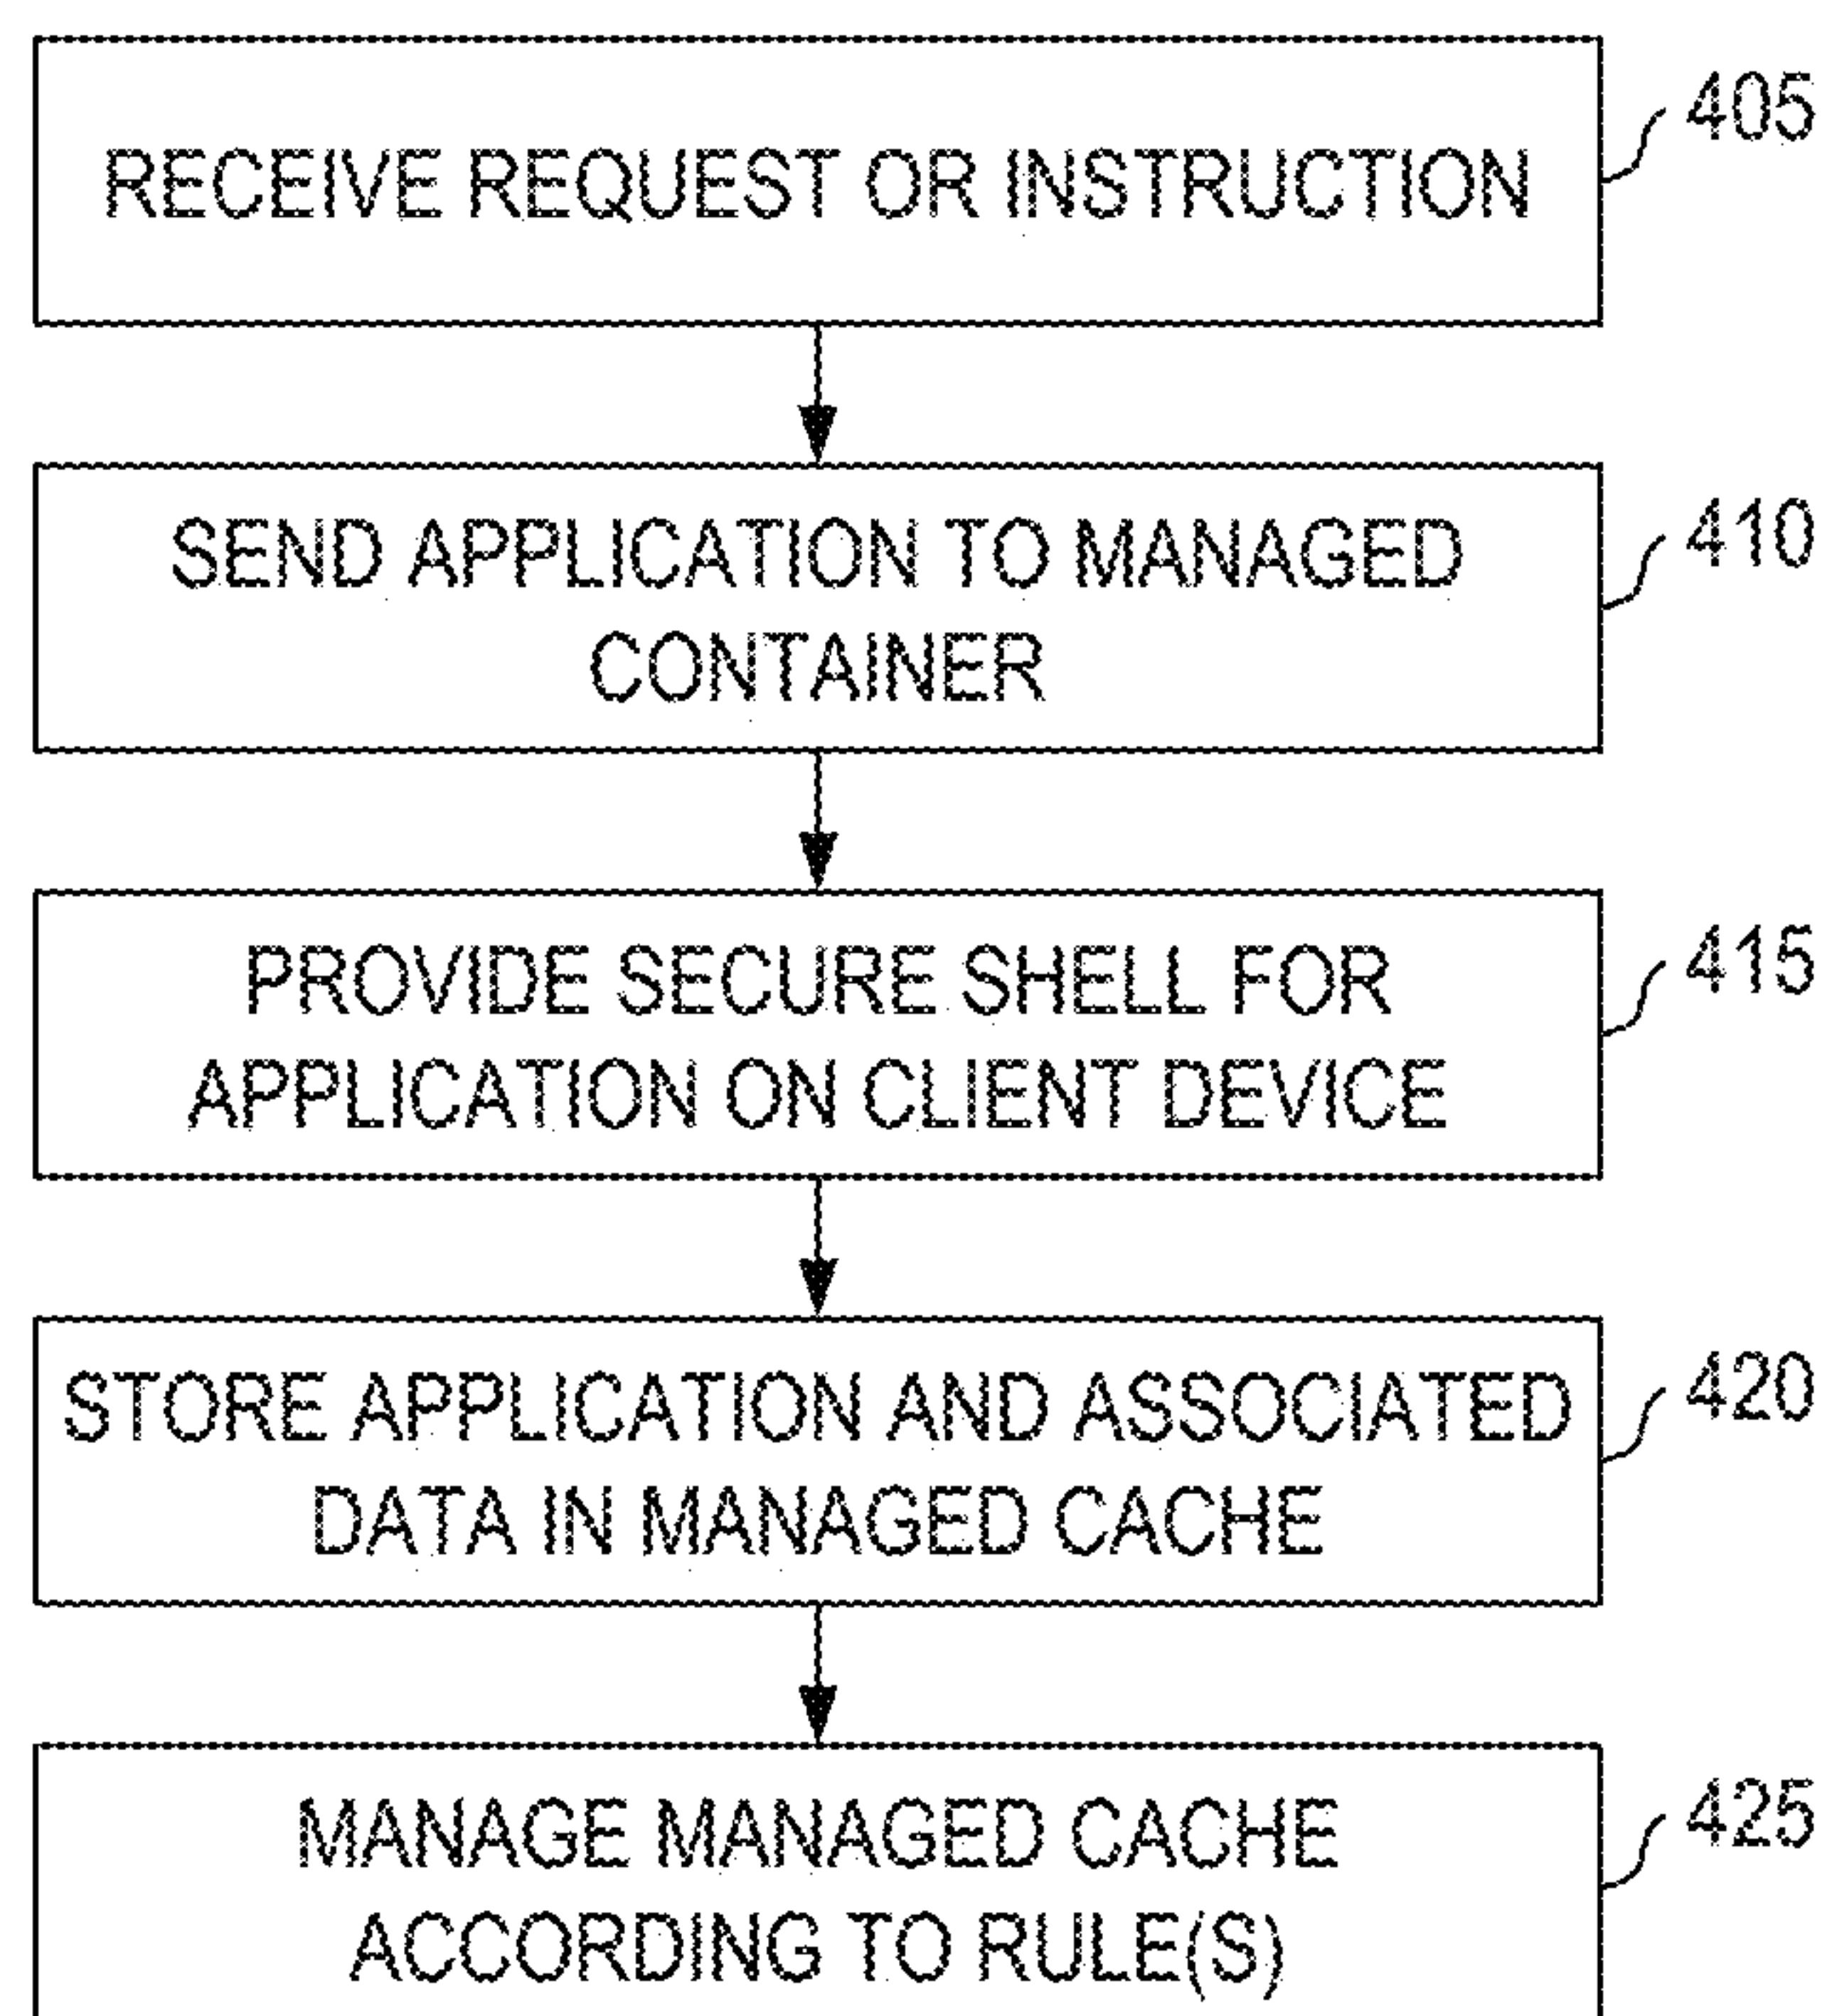 RECEIVE REQUEST OR INSTRUCTION
405
SEND APPLICATION TO MANAGED
CONTAINER
410
PROVIDE SECURE SHELL FOR
APPLICATION ON CLIENT DEVICE
415
STORE APPLICATION AND ASSOCIATED
DATA IN MANAGED CACHE
420
MANAGE MANAGED CACHE
ACCORDING TO RULE(S)
425